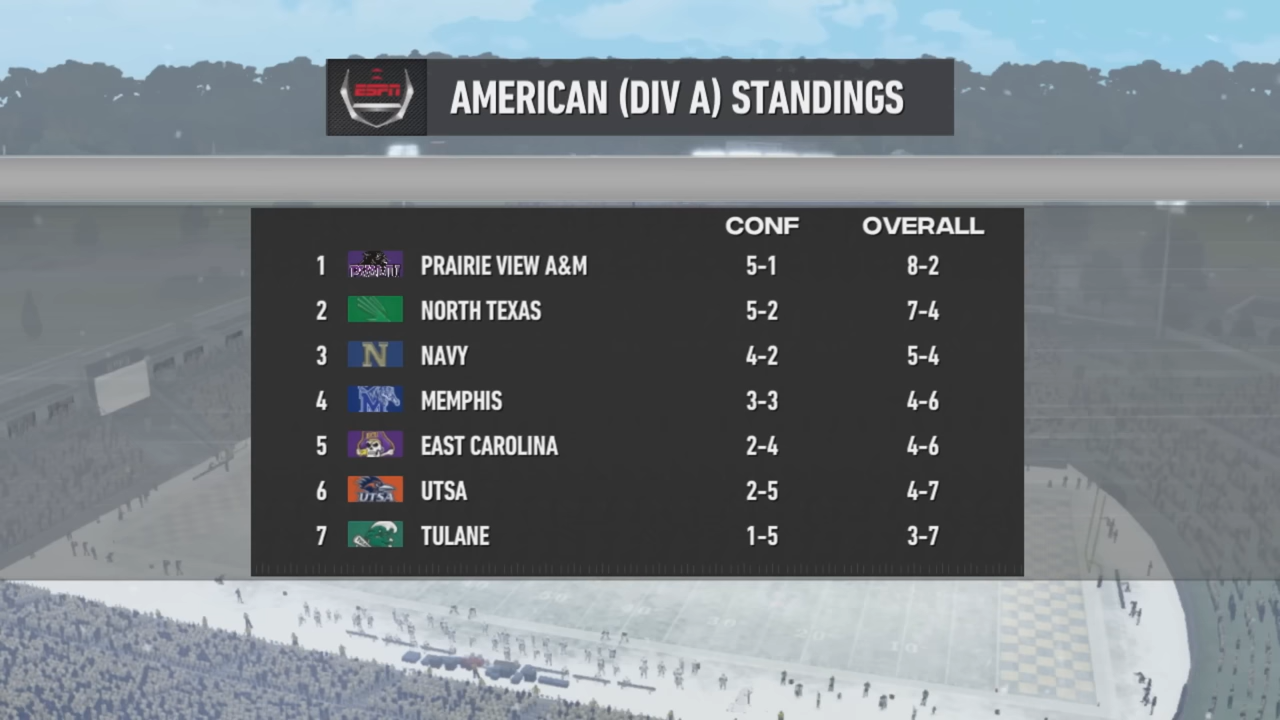 ESPN AMERICAN (DIV A) STANDINGS
CONF OVERALL
1 PRAIRIE VIEW A&M 5-1 8-2
2 NORTH TEXAS 5-2 7-4
3 N NAVY 4-2 5-4
4 M MEMPHIS 3-3 4-6
5 EAST CAROLINA 2-4 4-6
6 UTSA UTSA 2-5 4-7
7 TULANE 1-5 3-7